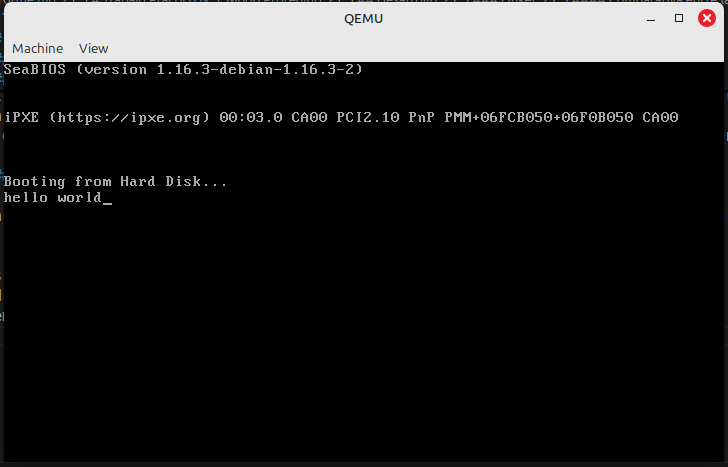 QEMU
Machine View
SeaBIOS (version 1.16.3-debian-1.16.3-2)
iPXE (https://ipxe.org) 00:03.0 CA00 PCI2.10 PnP PMM+06FCB050+06F0B050 CA00
Booting from Hard Disk...
hello world_